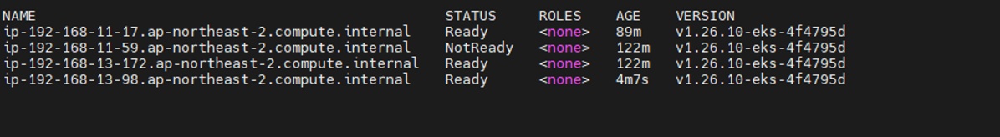 NAME STATUS ROLES AGE VERSION
ip-192-168-11-17.ap-northeast-2.compute.internal Ready <none> 89m v1.26.10-eks-4f4795d
ip-192-168-11-59.ap-northeast-2.compute.internal NotReady <none> 122m v1.26.10-eks-4f4795d
ip-192-168-13-172.ap-northeast-2.compute.internal Ready <none> 122m v1.26.10-eks-4f4795d
ip-192-168-13-98.ap-northeast-2.compute.internal Ready <none> 4m7s v1.26.10-eks-4f4795d